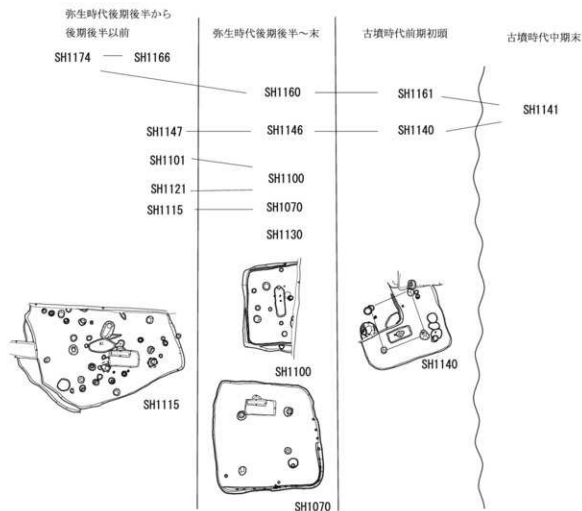 弥生時代後期後半から
後期後半以前
弥生時代後期後半～末
古墳時代前期初頭
古墳時代中期末
SH1174
SH1166
SH1160
SH1161
SH1141
SH1147
SH1146
SH1140
SH1101
SH1100
SH1121
SH1115
SH1070
SH1130
SH1115
SH1100
SH1140
SH1070